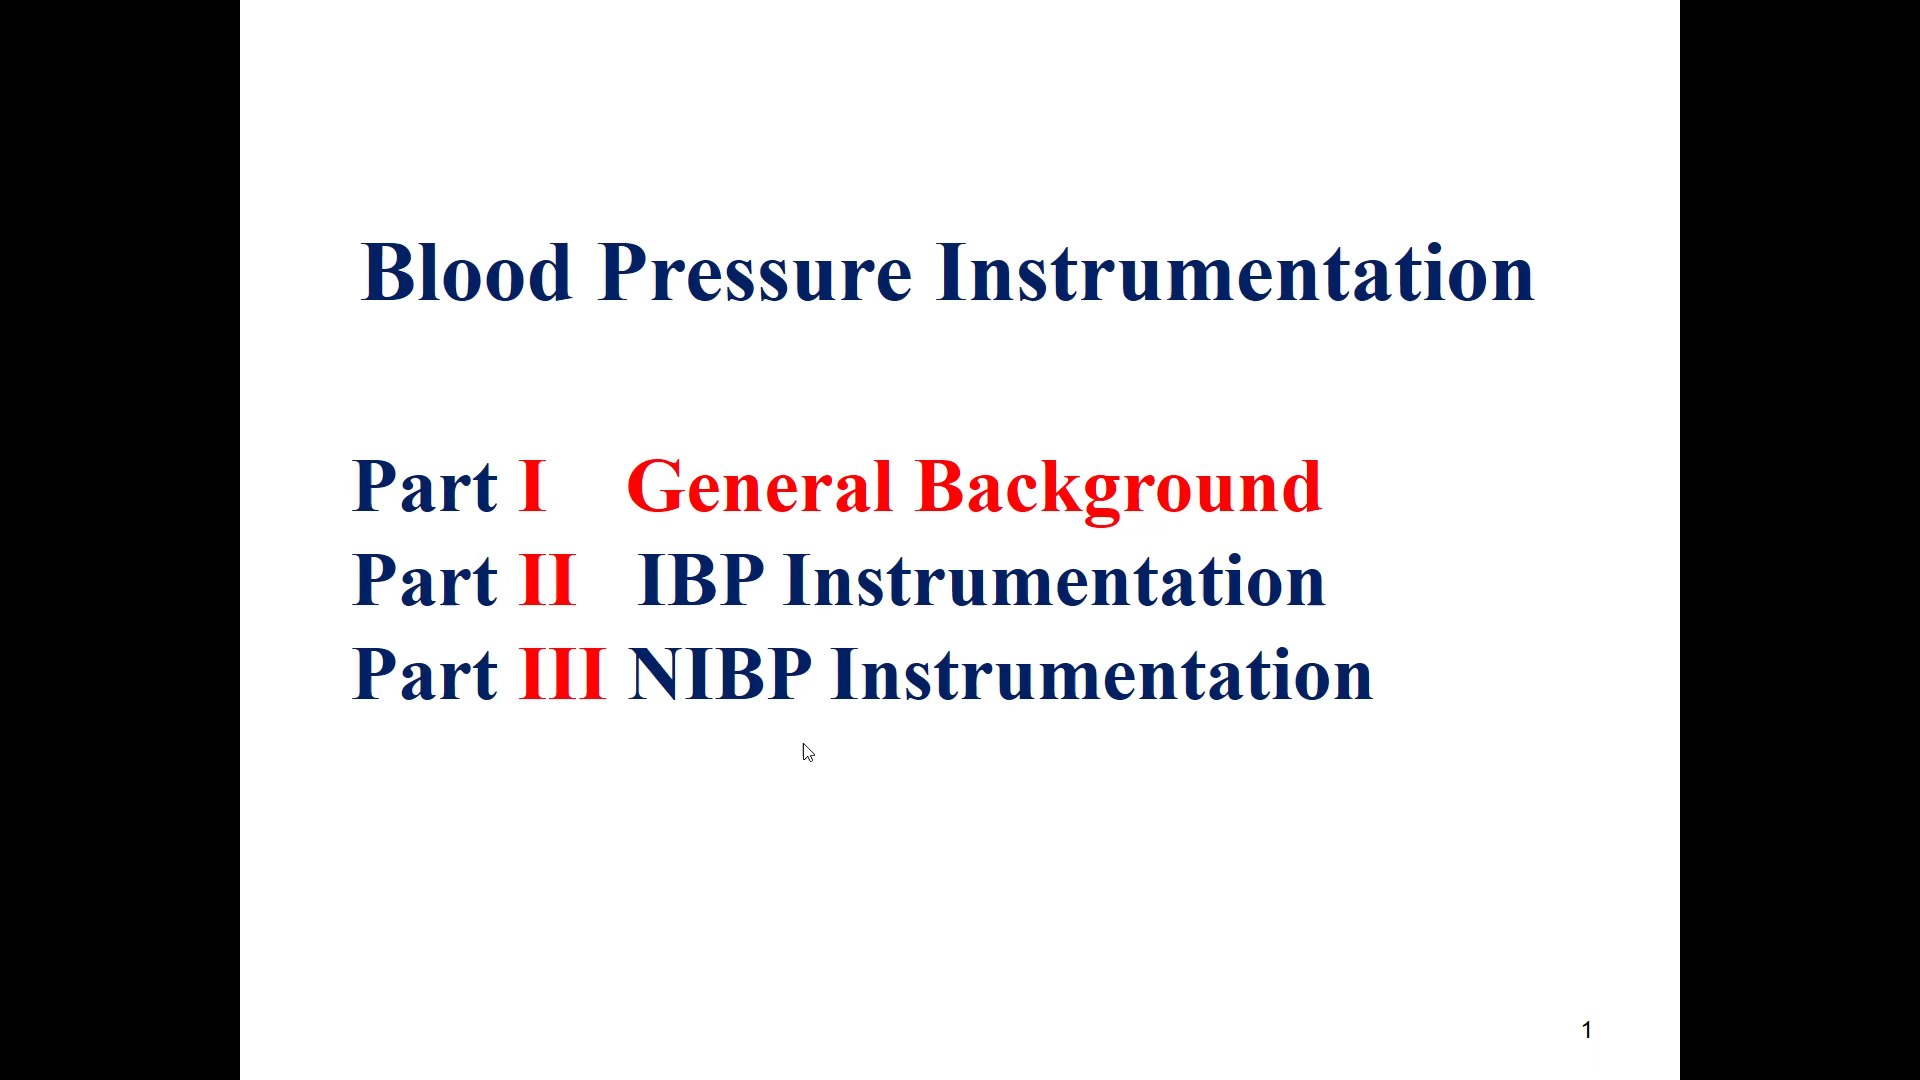 Blood Pressure Instrumentation
Part I General Background
Part II IBP Instrumentation
Part III NIBP Instrumentation
1